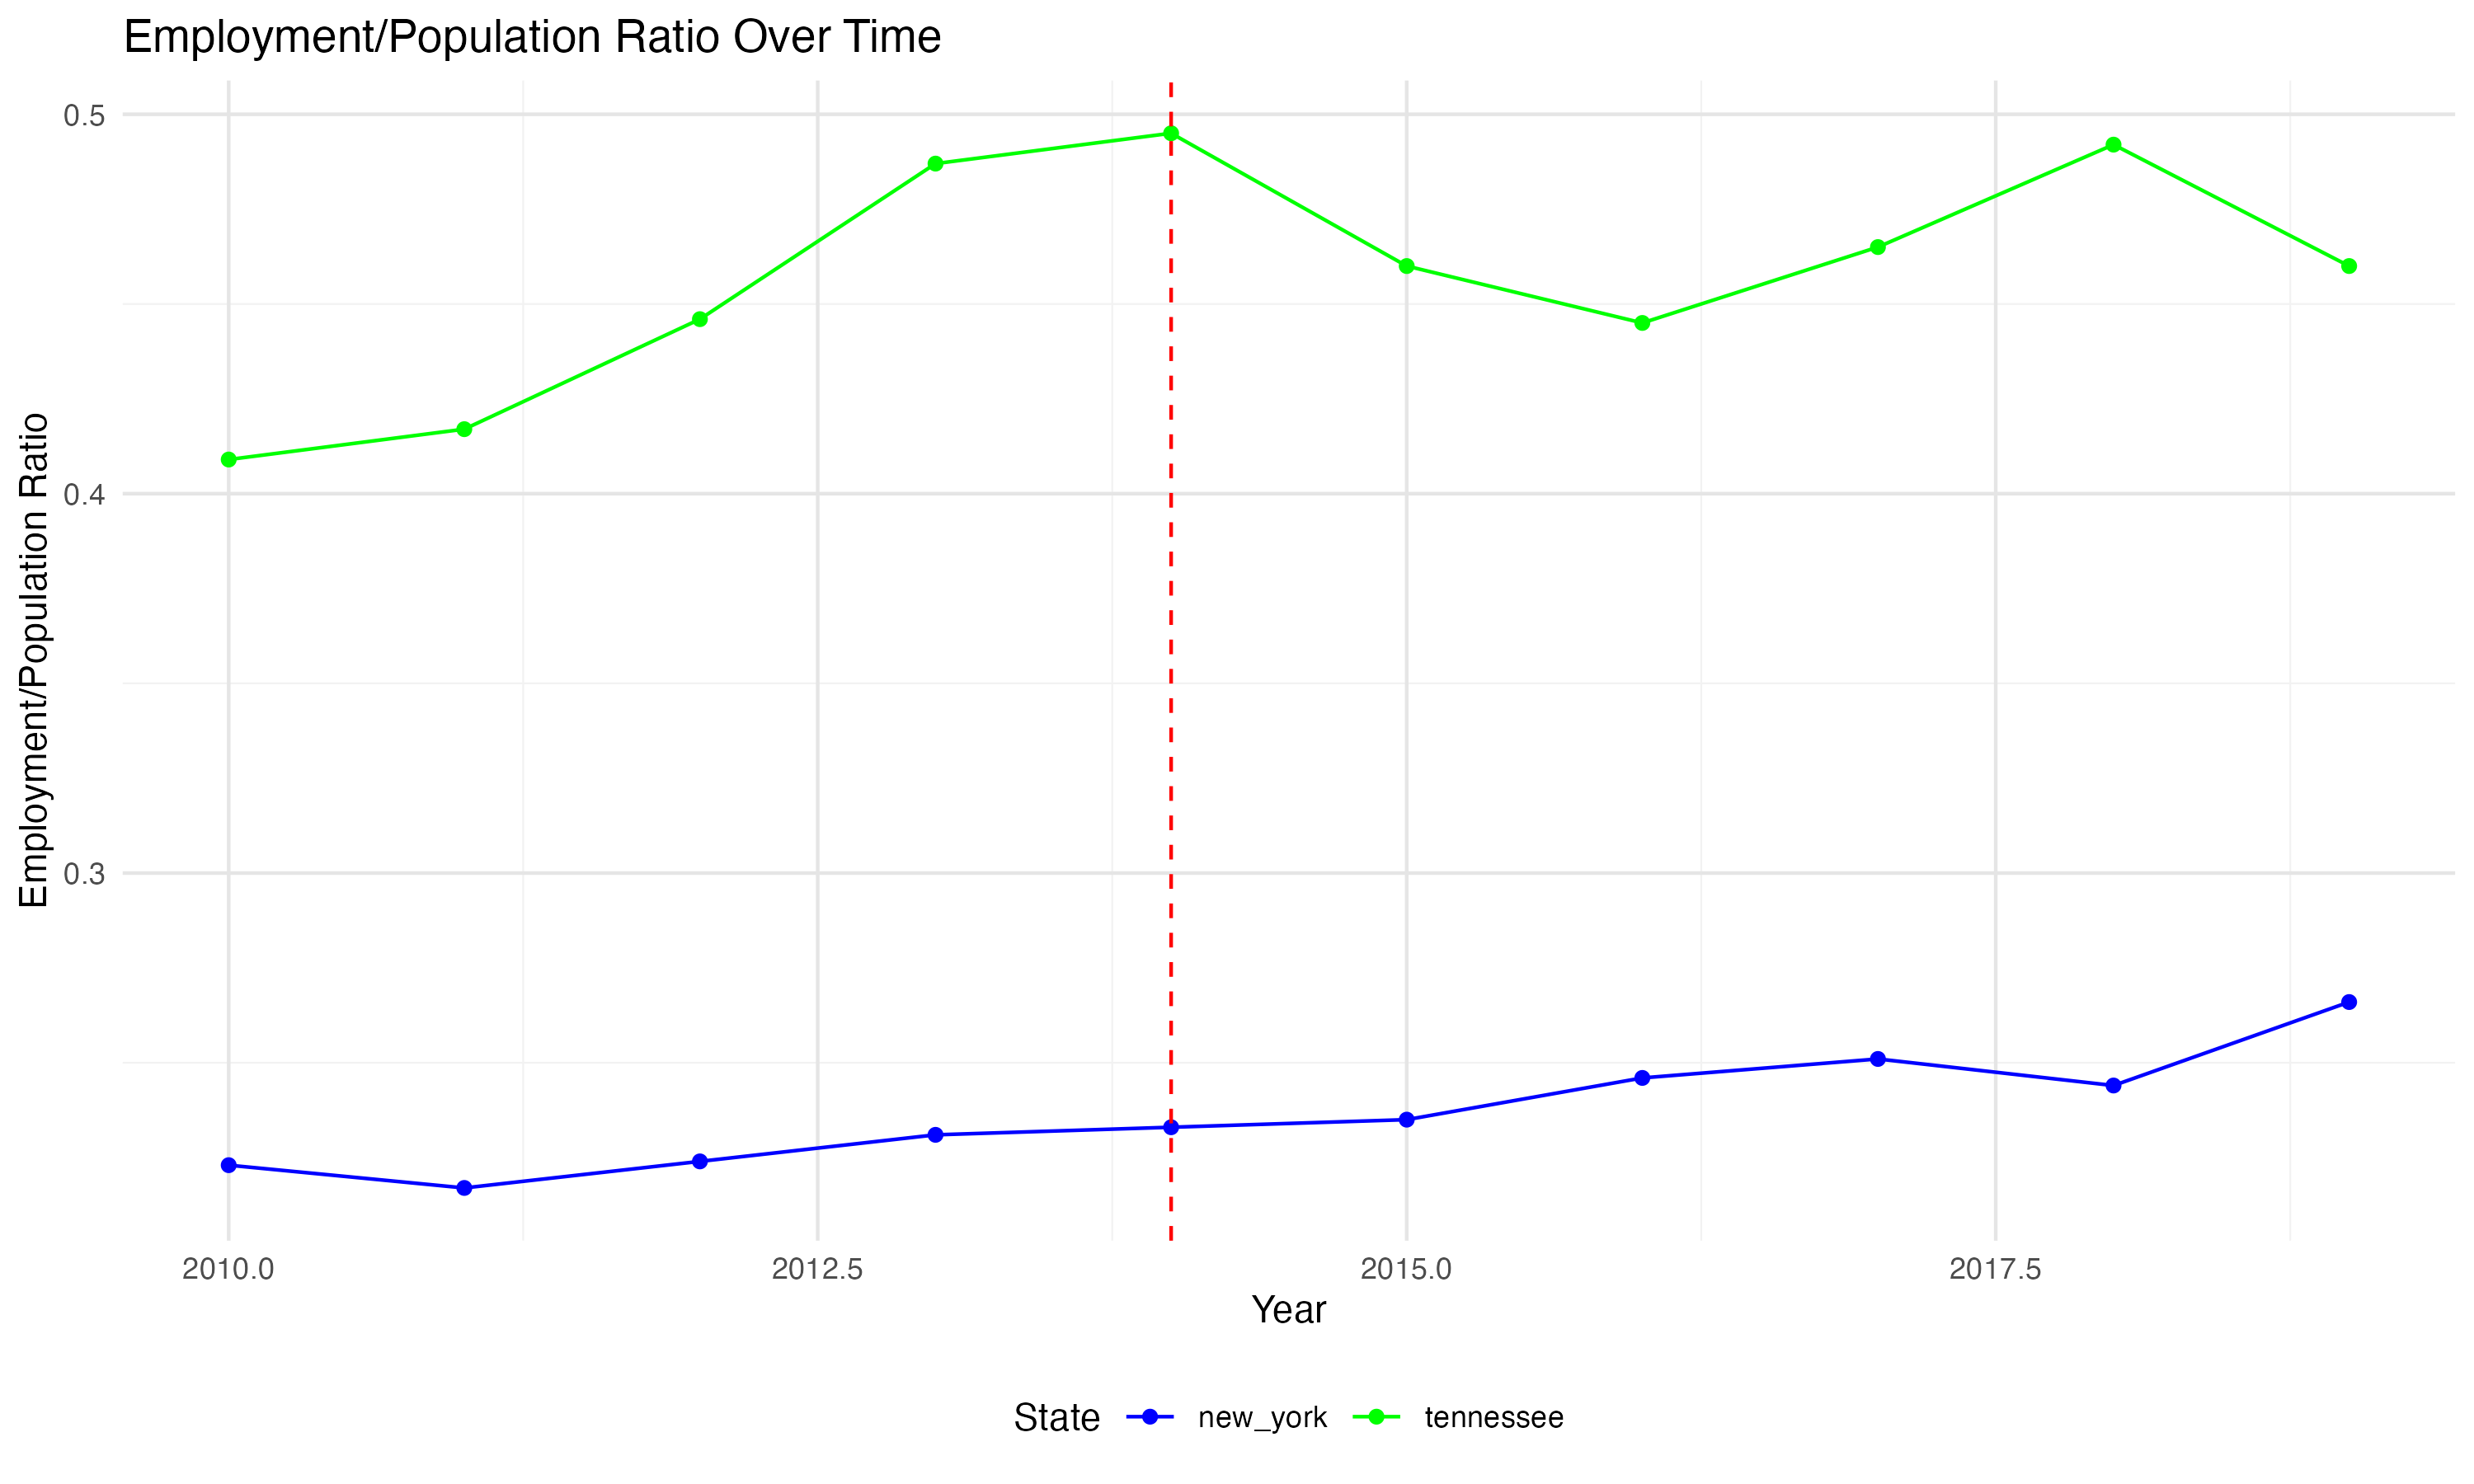 Employment/Population Ratio Over Time
Employment/Population Ratio
0.5
0.4
0.3
2010.0 2012.5 2015.0 2017.5
Year
State new_york tennessee